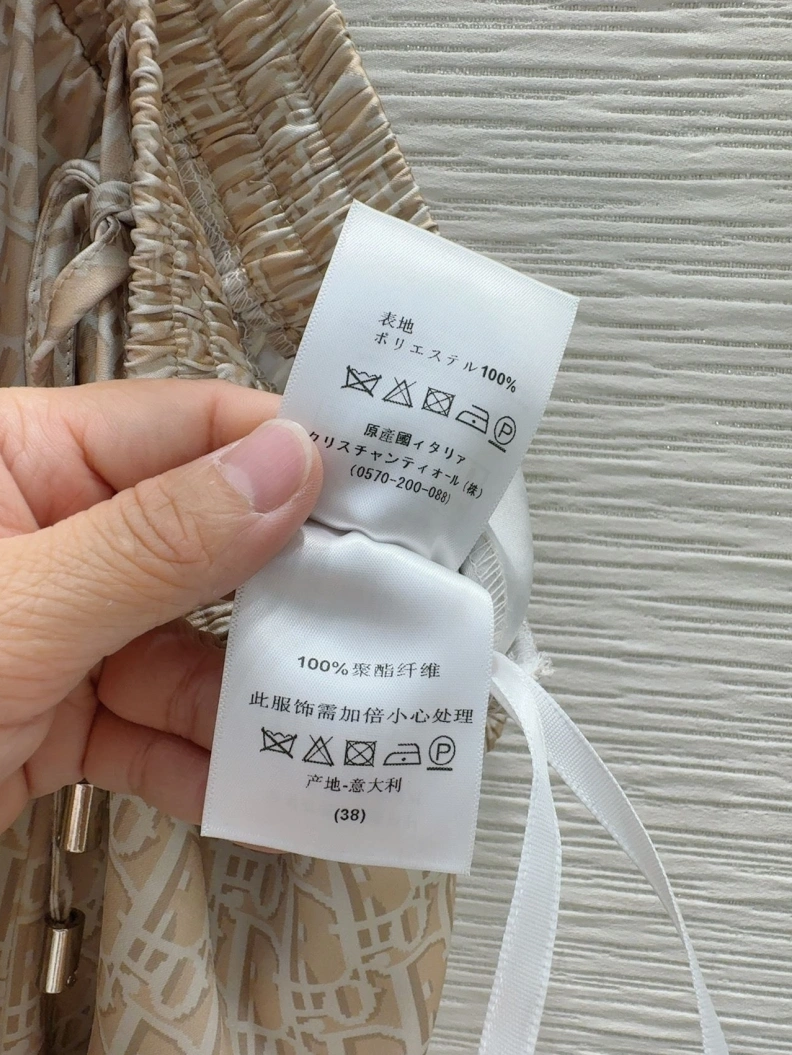 表地
ポリエステル100%
P
原産國イタリア
クリスチャンディオール(株)
(0570-200-088)
100%聚酯纤维
此服饰需加倍小心处理
P
产地-意大利
(38)